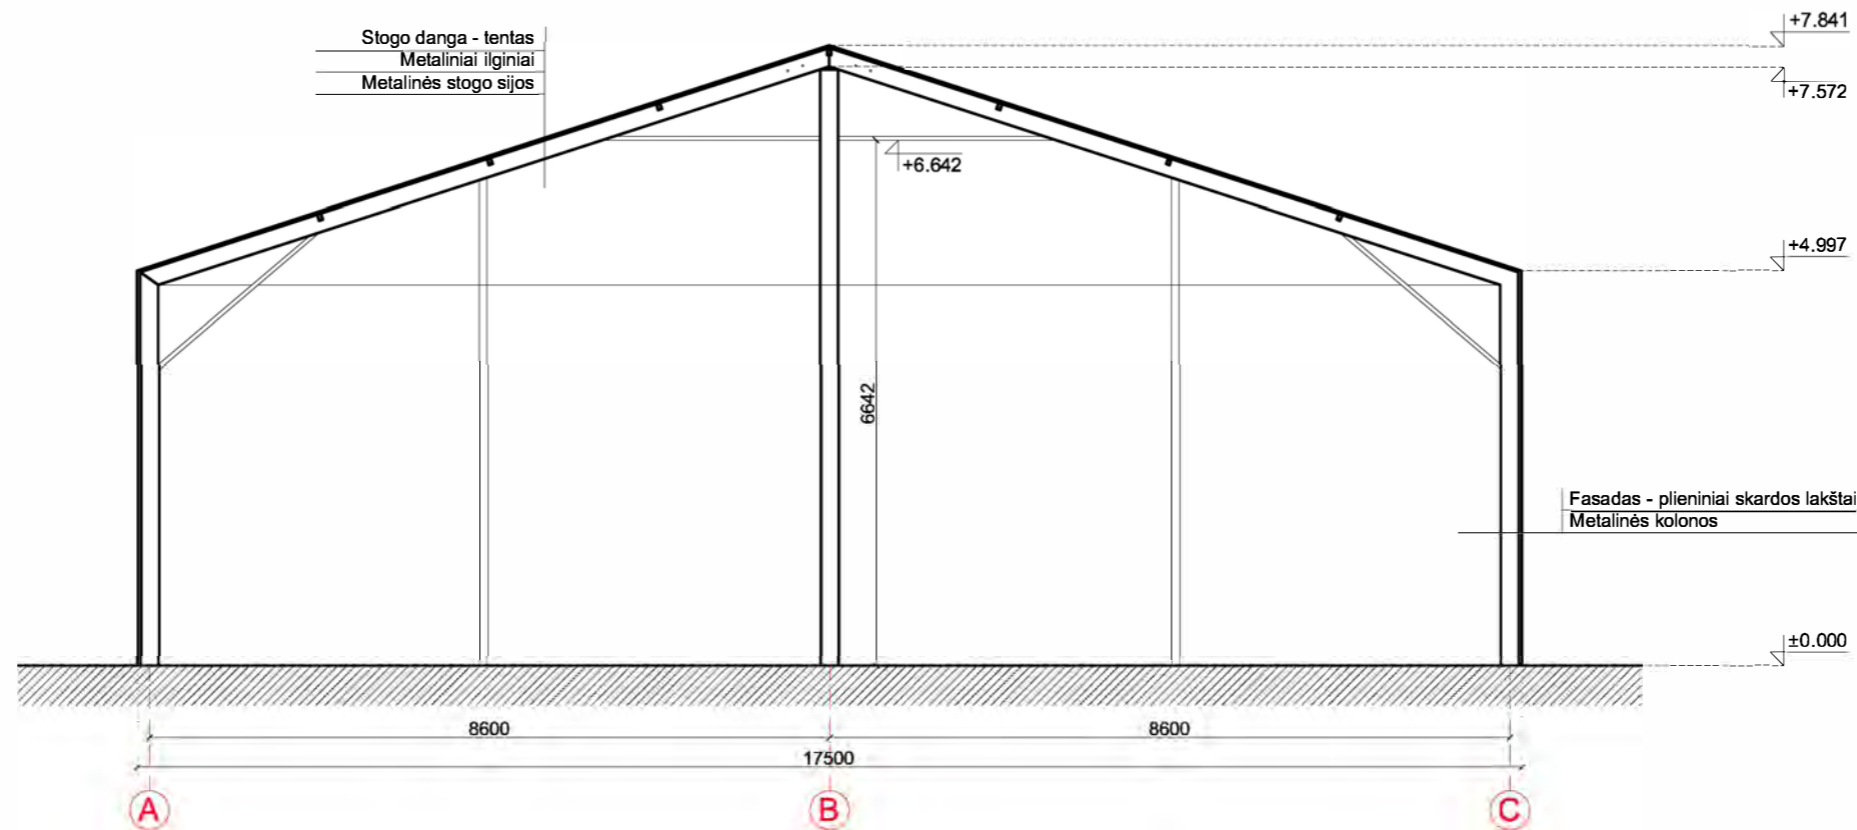 +7.841
Stogo danga - tentas
Metaliniai ilginiai
Metalinės stogo sijos
+7.572
+6.642
+4.997
6642
Fasadas - plieniniai skardos lakštai
Metalinės kolonos
±0.000
8600
8600
17500
A
B
C